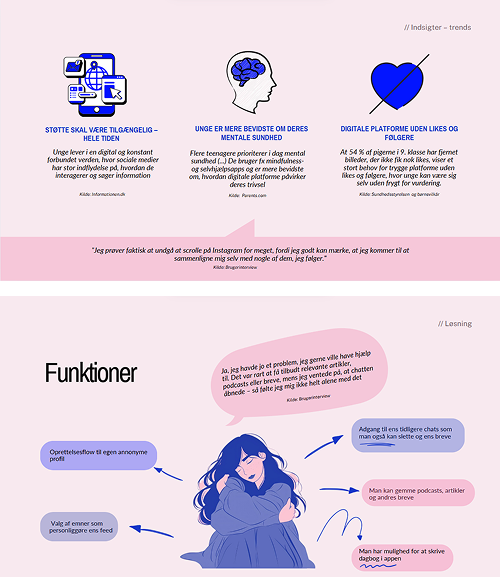 // Indsigter – trends
STØTTE SKAL VÆRE TILGÆNGELIG –
HELE TIDEN
Unge lever i en digital og konstant
forbundet verden, hvor sociale medier
har stor indflydelse på, hvordan de
interagerer og søger information
Kilde: Informationen.dk
UNGE ER MERE BEVIDSTE OM DERES
MENTALE SUNDHED
Flere teenagere prioriterer i dag mental
sundhed (...) De bruger fx mindfulness-
og selvhjælpsapps og er mere bevidste
om, hvordan digitale platforme påvirker
deres trivsel
Kilde: Parents.com
DIGITALE PLATFORME UDEN LIKES OG
FØLGERE
At 54 % af pigerne i 9. klasse har fjernet
billeder, der ikke fik nok likes, viser et
stort behov for trygge platforme uden
likes og følgere, hvor unge kan være sig
selv uden frygt for vurdering.
Kilde: Sundhedsstyrelsen og børnevilkår
"Jeg prøver faktisk at undgå at scrolle på Instagram for meget, fordi jeg godt kan mærke, at jeg kommer til at
sammenligne mig selv med nogle af dem, jeg følger."
Kilde: Brugerinterview
// Løsning
Funktioner
Ja, jeg havde jo et problem, jeg gerne ville have hjælp
til. Det var rart at få tilbudt relevante artikler,
podcasts eller breve, mens jeg ventede på, at chatten
åbnede – så følte jeg mig ikke helt alene med det
Kilde: Brugerinterview
Oprettelsesflow til egen annonyme
profil
Valg af emner som
personliggøre ens feed
Adgang til ens tidligere chats som
man også kan slette og ens breve
Man kan gemme podcasts, artikler
og andres breve
Man har mulighed for at skrive
dagbog i appen